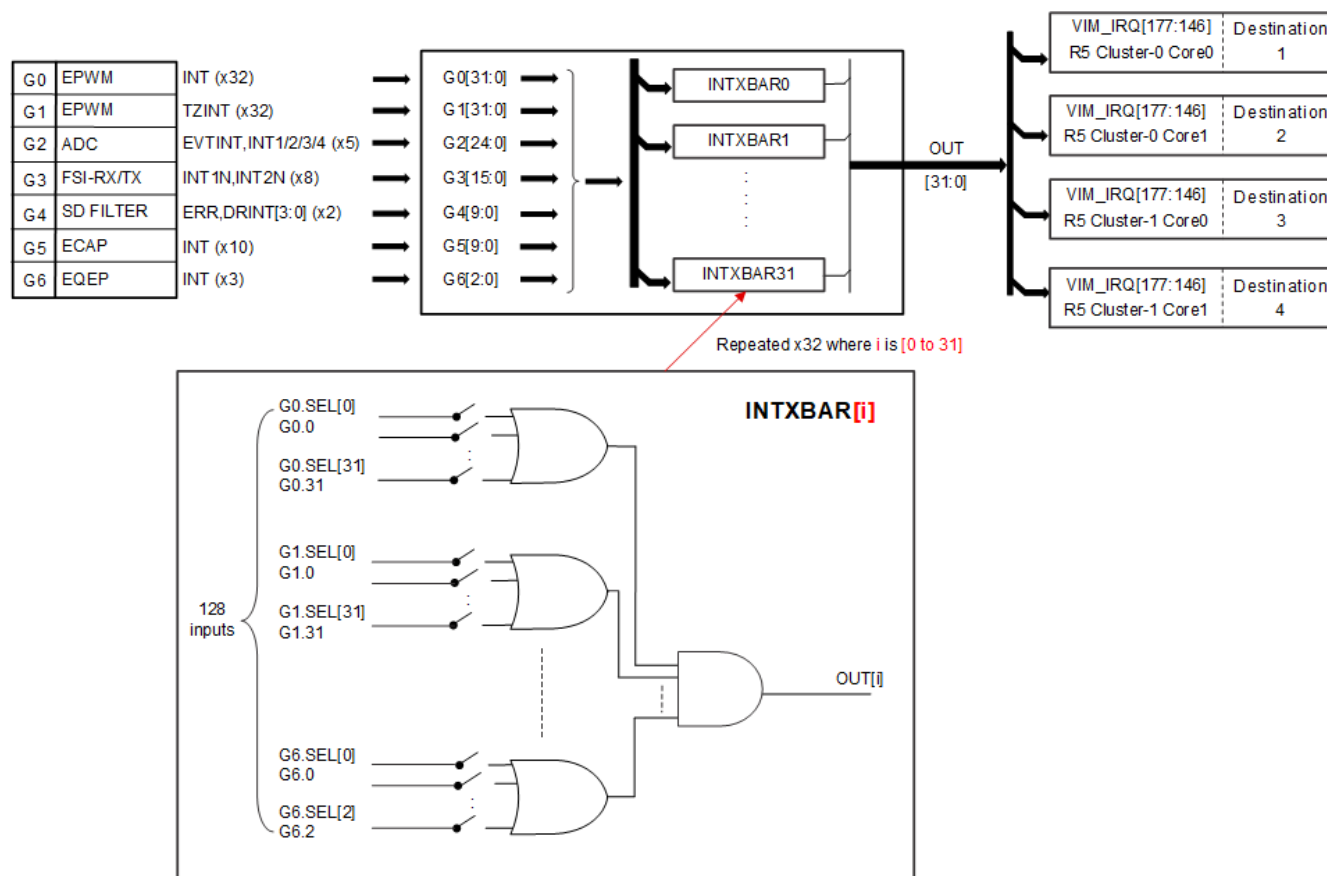 G0 EPWM INT (x32)
G1 EPWM TZINT (x32)
G2 ADC EVTINT,INT1/2/3/4 (x5)
G3 FSI-RX/TX INT1N,INT2N (x8)
G4 SD FILTER ERR,DRINT[3:0] (x2)
G5 ECAP INT (x10)
G6 EQEP INT (x3)
G0[31:0]
G1[31:0]
G2[24:0]
G3[15:0]
G4[9:0]
G5[9:0]
G6[2:0]
INTXBAR0
INTXBAR1
INTXBAR31
OUT
[31:0]
VIM_IRQ[177:146]
R5 Cluster-0 Core0
Destination
1
VIM_IRQ[177:146]
R5 Cluster-0 Core1
Destination
2
VIM_IRQ[177:146]
R5 Cluster-1 Core0
Destination
3
VIM_IRQ[177:146]
R5 Cluster-1 Core1
Destination
4
Repeated x32 where i is [0 to 31]
INTXBAR[i]
G0.SEL[0]
G0.0
G0.SEL[31]
G0.31
G1.SEL[0]
G1.0
G1.SEL[31]
G1.31
128
inputs
OUT[i]
G6.SEL[0]
G6.0
G6.SEL[2]
G6.2